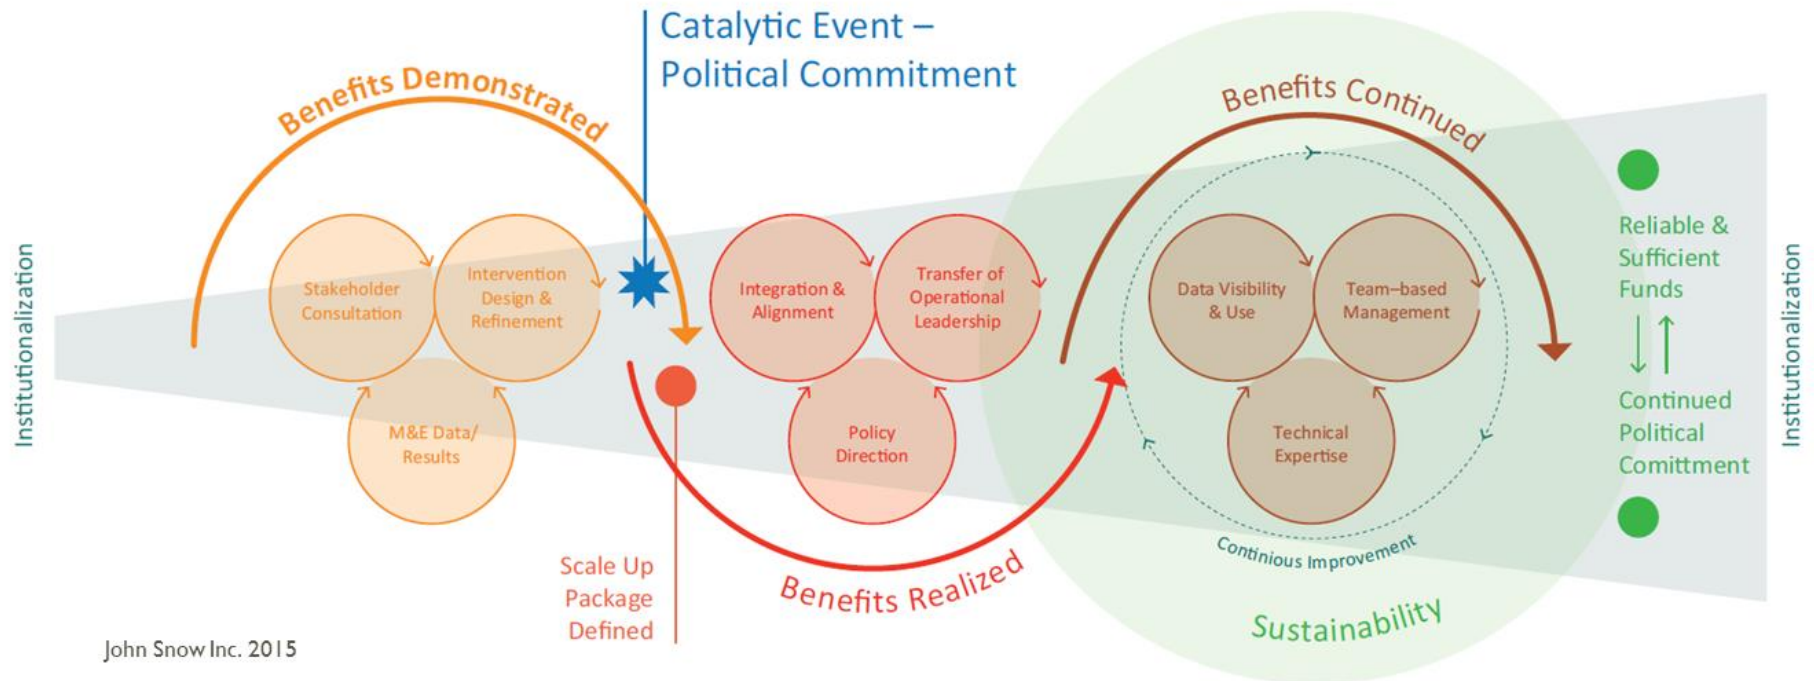 Institutionalization
Benefits Demonstrated
Stakeholder
Consultation
Intervention
Design &
Refinement
M&E Data/
Results
Catalytic Event –
Political Commitment
Scale Up
Package
Defined
Integration &
Alignment
Transfer of
Operational
Leadership
Policy
Direction
Benefits Realized
Benefits Continued
Data Visibility
& Use
Team–based
Management
Technical
Expertise
Continious Improvement
Sustainability
Reliable &
Sufficient
Funds
Continued
Political
Comittment
Institutionalization
John Snow Inc. 2015